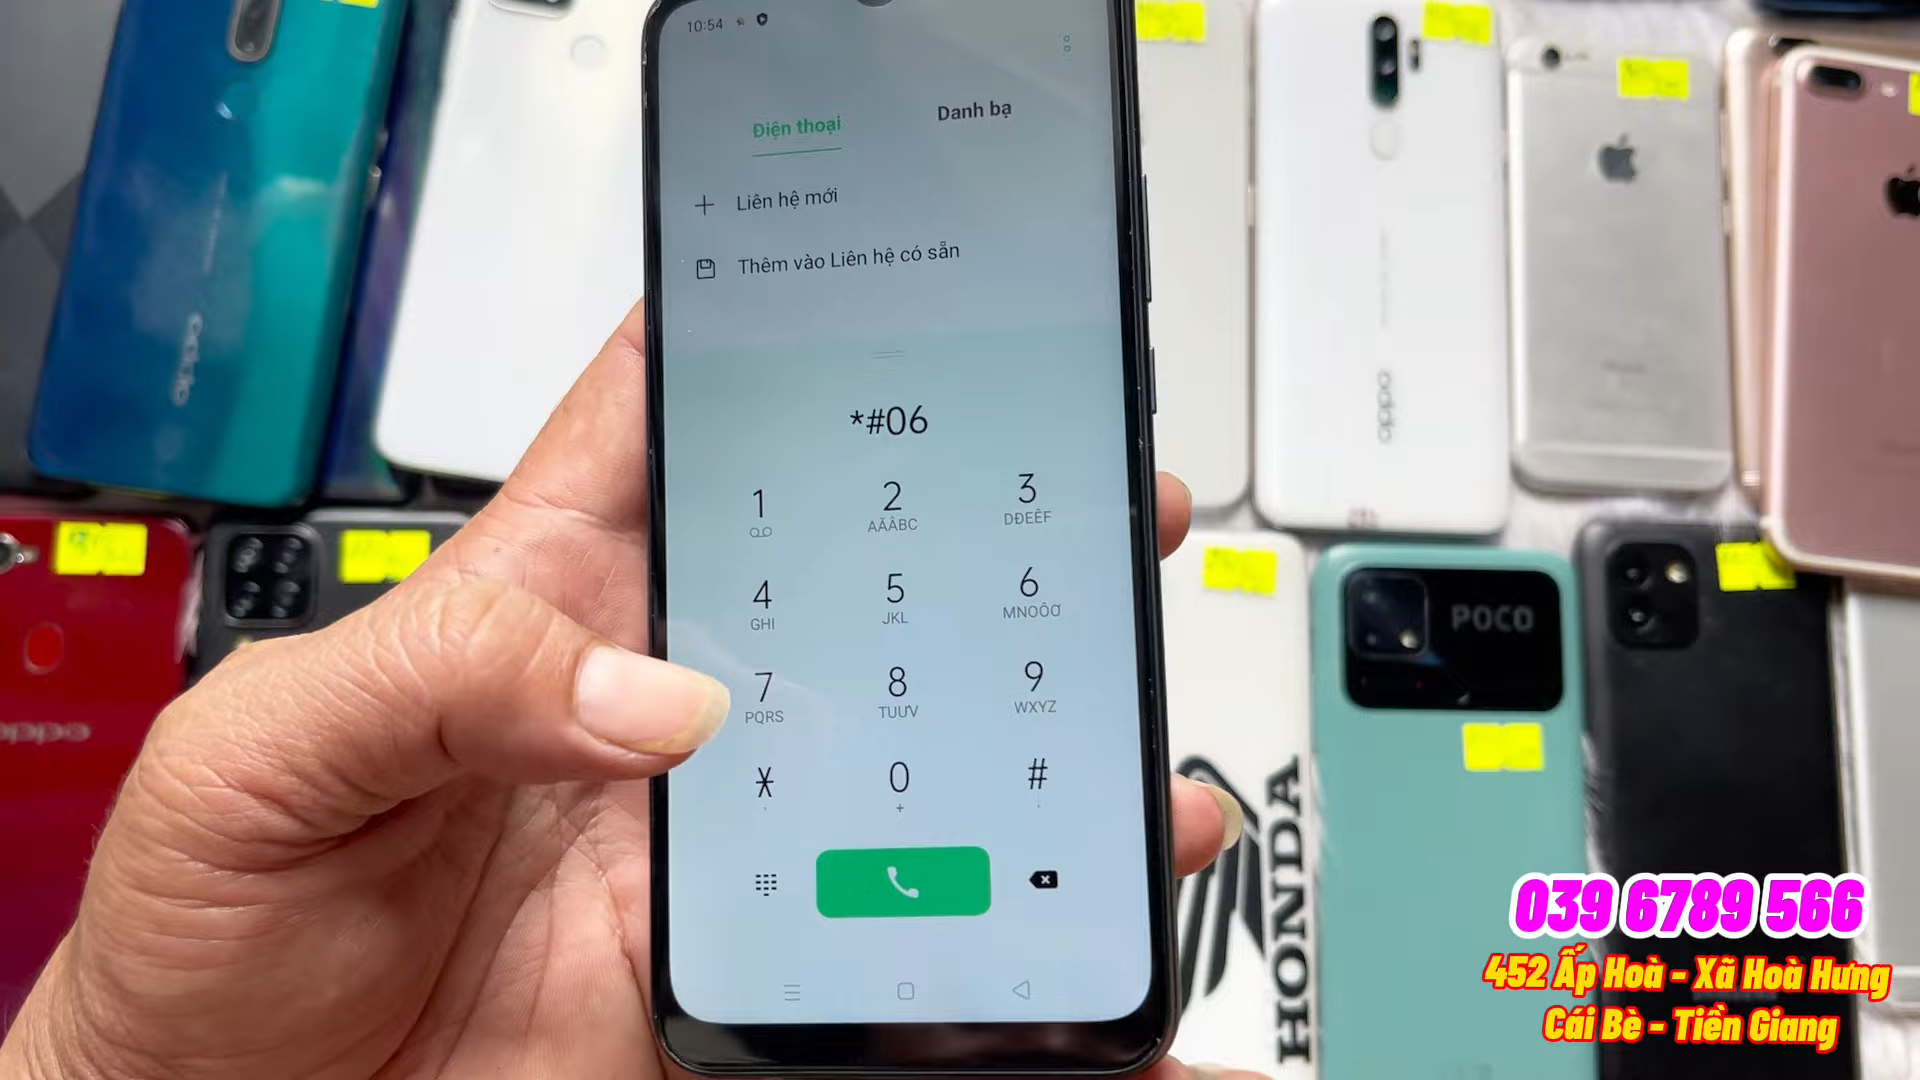 10:54
Điện thoại
Danh bạ
Liên hệ mới
Thêm vào Liên hệ có sẵn
*#06
1
2
AĂÂBC
3
DĐEÊF
4
GHI
5
JKL
6
MNOÔƠ
7
PQRS
8
TUƯV
9
WXYZ
*
0
+
#
oppo
oppo
oppo
POCO
HONDA
039 6789 566
452 Ấp Hoà - Xã Hoà Hưng
Cái Bè - Tiền Giang